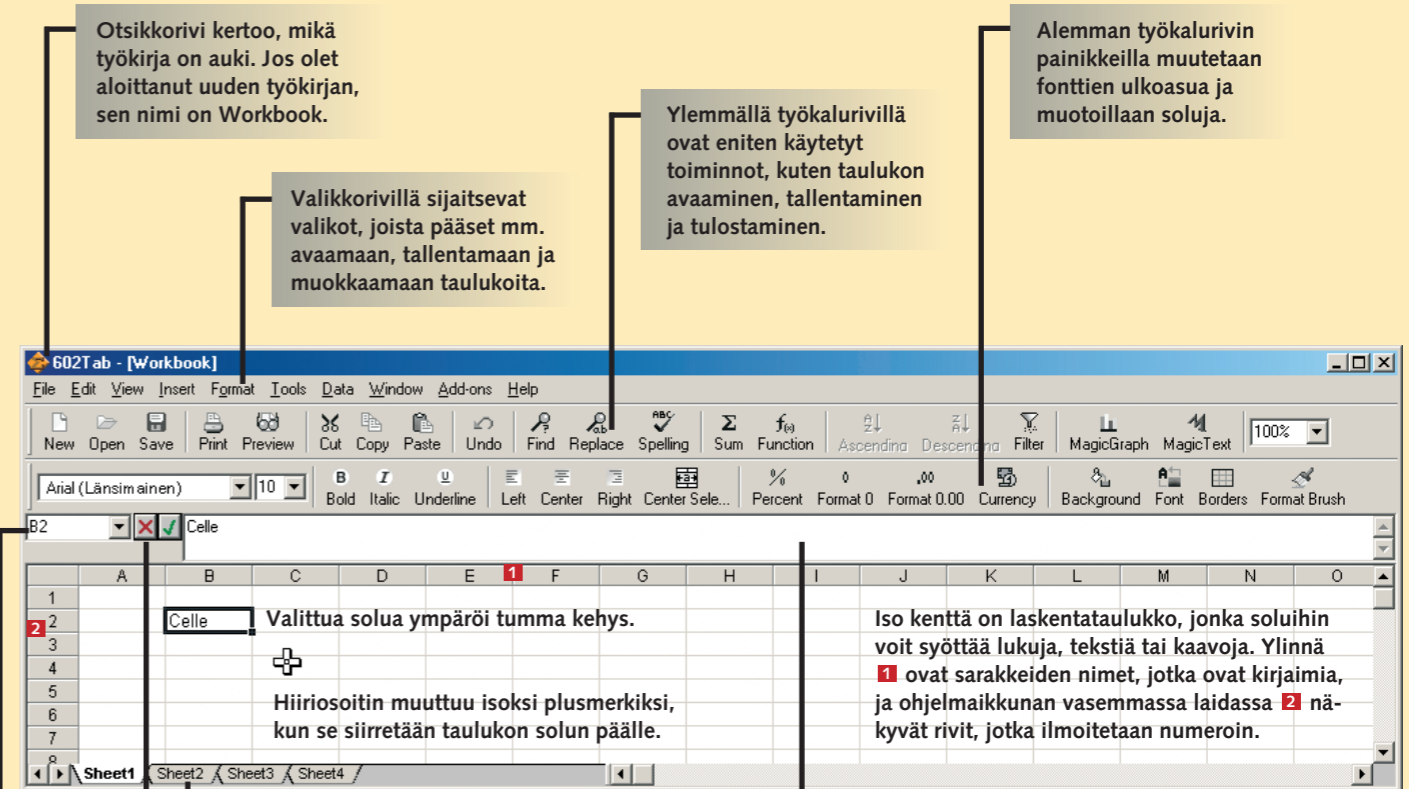 Otsikkorivi kertoo, mikä
työkirja on auki. Jos olet
aloittanut uuden työkirjan,
sen nimi on Workbook.
Alemman työkalurivin
painikkeilla muutetaan
fonttien ulkoasua ja
muotoillaan soluja.
Ylemmällä työkalurivillä
ovat eniten käytetyt
toiminnot, kuten taulukon
avaaminen, tallentaminen
ja tulostaminen.
Valikkorivillä sijaitsevat
valikot, joista pääset mm.
avaamaan, tallentamaan ja
muokkaamaan taulukoita.
602Tab - [Workbook]
File Edit View Insert Format Tools Data Window Add-ons Help
New Open Save Print Preview Cut Copy Paste Undo Find Replace Spelling Sum Function Ascending Descending Filter MagicGraph MagicText 100%
Arial (Länsimainen) 10 Bold Italic Underline Left Center Right Center Sele... Percent Format 0 Format 0.00 Currency Background Font Borders Format Brush
B2 Celle
A B C D E 1 F G H I J K L M N O
1
2 2 Celle
3
4
5
6
7
8
Valittua solua ympäröi tumma kehys.
Hiiriosoitin muuttuu isoksi plusmerkiksi,
kun se siirretään taulukon solun päälle.
Iso kenttä on laskentataulukko, jonka soluihin
voit syöttää lukuja, tekstiä tai kaavoja. Ylinnä
1 ovat sarakkeiden nimet, jotka ovat kirjaimia,
ja ohjelmaikkunan vasemmassa laidassa 2 nä-
kyvät rivit, jotka ilmoitetaan numeroin.
Sheet1 Sheet2 Sheet3 Sheet4